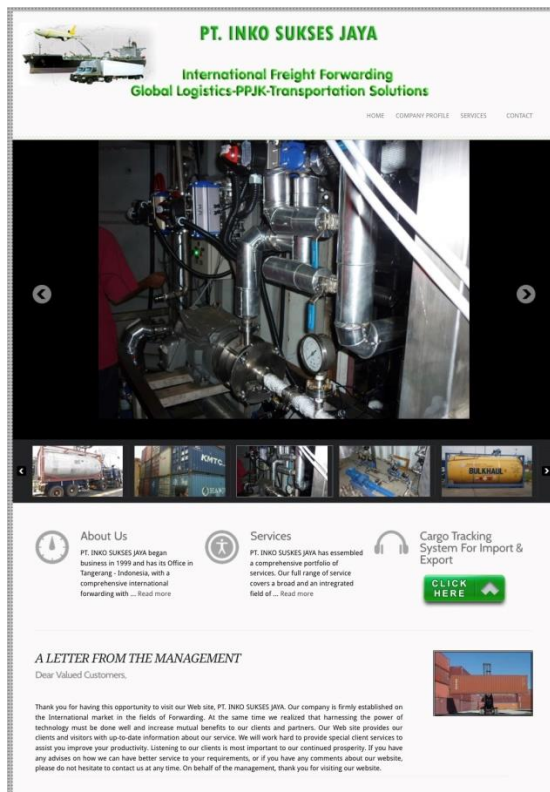 PT. INKO SUKSES JAYA
International Freight Forwarding
Global Logistics-PPJK-Transportation Solutions
HOME COMPANY PROFILE SERVICES CONTACT
KMTC
BULKHAUL
About Us
PT. INKO SUKSES JAYA began
business in 1999 and has its Office in
Tangerang - Indonesia, with a
comprehensive international
forwarding with ... Read more
Services
PT. INKO SUSKES JAYA has assembled
a comprehensive portfolio of
services. Our full range of service
covers a broad and an intregrated
field of ... Read more
Cargo Tracking
System For Import &
Export
CLICK
HERE
A LETTER FROM THE MANAGEMENT
Dear Valued Customers,
Thank you for having this opportunity to visit our Web site, PT. INKO SUKSES JAYA. Our company is firmly established on
the International market in the fields of Forwarding. At the same time we realized that harnessing the power of
technology must be done well and increase mutual benefits to our clients and partners. Our Web site provides our
clients and visitors with up-to-date information about our service. We will work hard to provide special client services to
assist you improve your productivity. Listening to our clients is most important to our continued prosperity. If you have
any advises on how we can have better service to your requirements, or if you have any comments about our website,
please do not hesitate to contact us at any time. On behalf of the management, thank you for visiting our website.